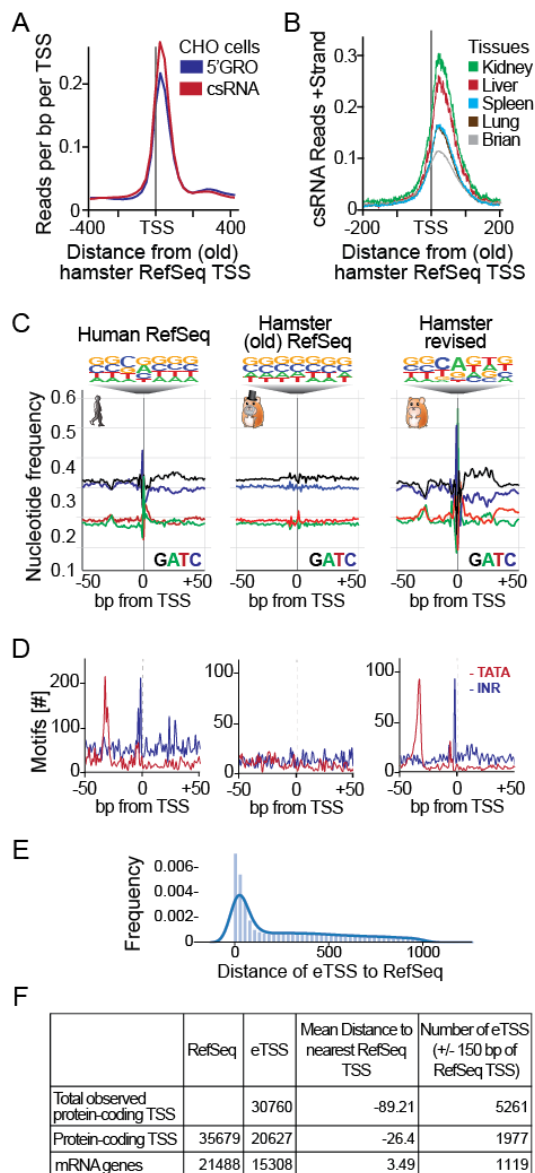 A
CHO cells
5'GRO
csRNA
Reads per bp per TSS
0.2
0.1
0
-400
TSS
400
Distance from (old)
hamster RefSeq TSS
B
Tissues
Kidney
Liver
Spleen
Lung
Brian
csRNA Reads +Strand
0.3
0.2
0.1
0
-200
TSS
200
Distance from (old)
hamster RefSeq TSS
C
Human RefSeq
Hamster
(old) RefSeq
Hamster
revised
Nucleotide frequency
0.6
0.5
0.4
0.3
0.2
0.1
GATC
GATC
GATC
-50 0 +50
bp from TSS
-50 0 +50
bp from TSS
-50 0 +50
bp from TSS
D
Motifs [#]
200
100
0
-50 0 +50
bp from TSS
100
50
0
-50 0 +50
bp from TSS
100
50
0
- TATA
- INR
-50 0 +50
bp from TSS
E
Frequency
0.006-
0.004-
0.002-
0
0 500 1000
Distance of eTSS to RefSeq
F
RefSeq eTSS Mean Distance to nearest RefSeq TSS Number of eTSS (+/- 150 bp of RefSeq TSS)
Total observed protein-coding TSS 30760 -89.21 5261
Protein-coding TSS 35679 20627 -26.4 1977
mRNA genes 21488 15308 3.49 1119